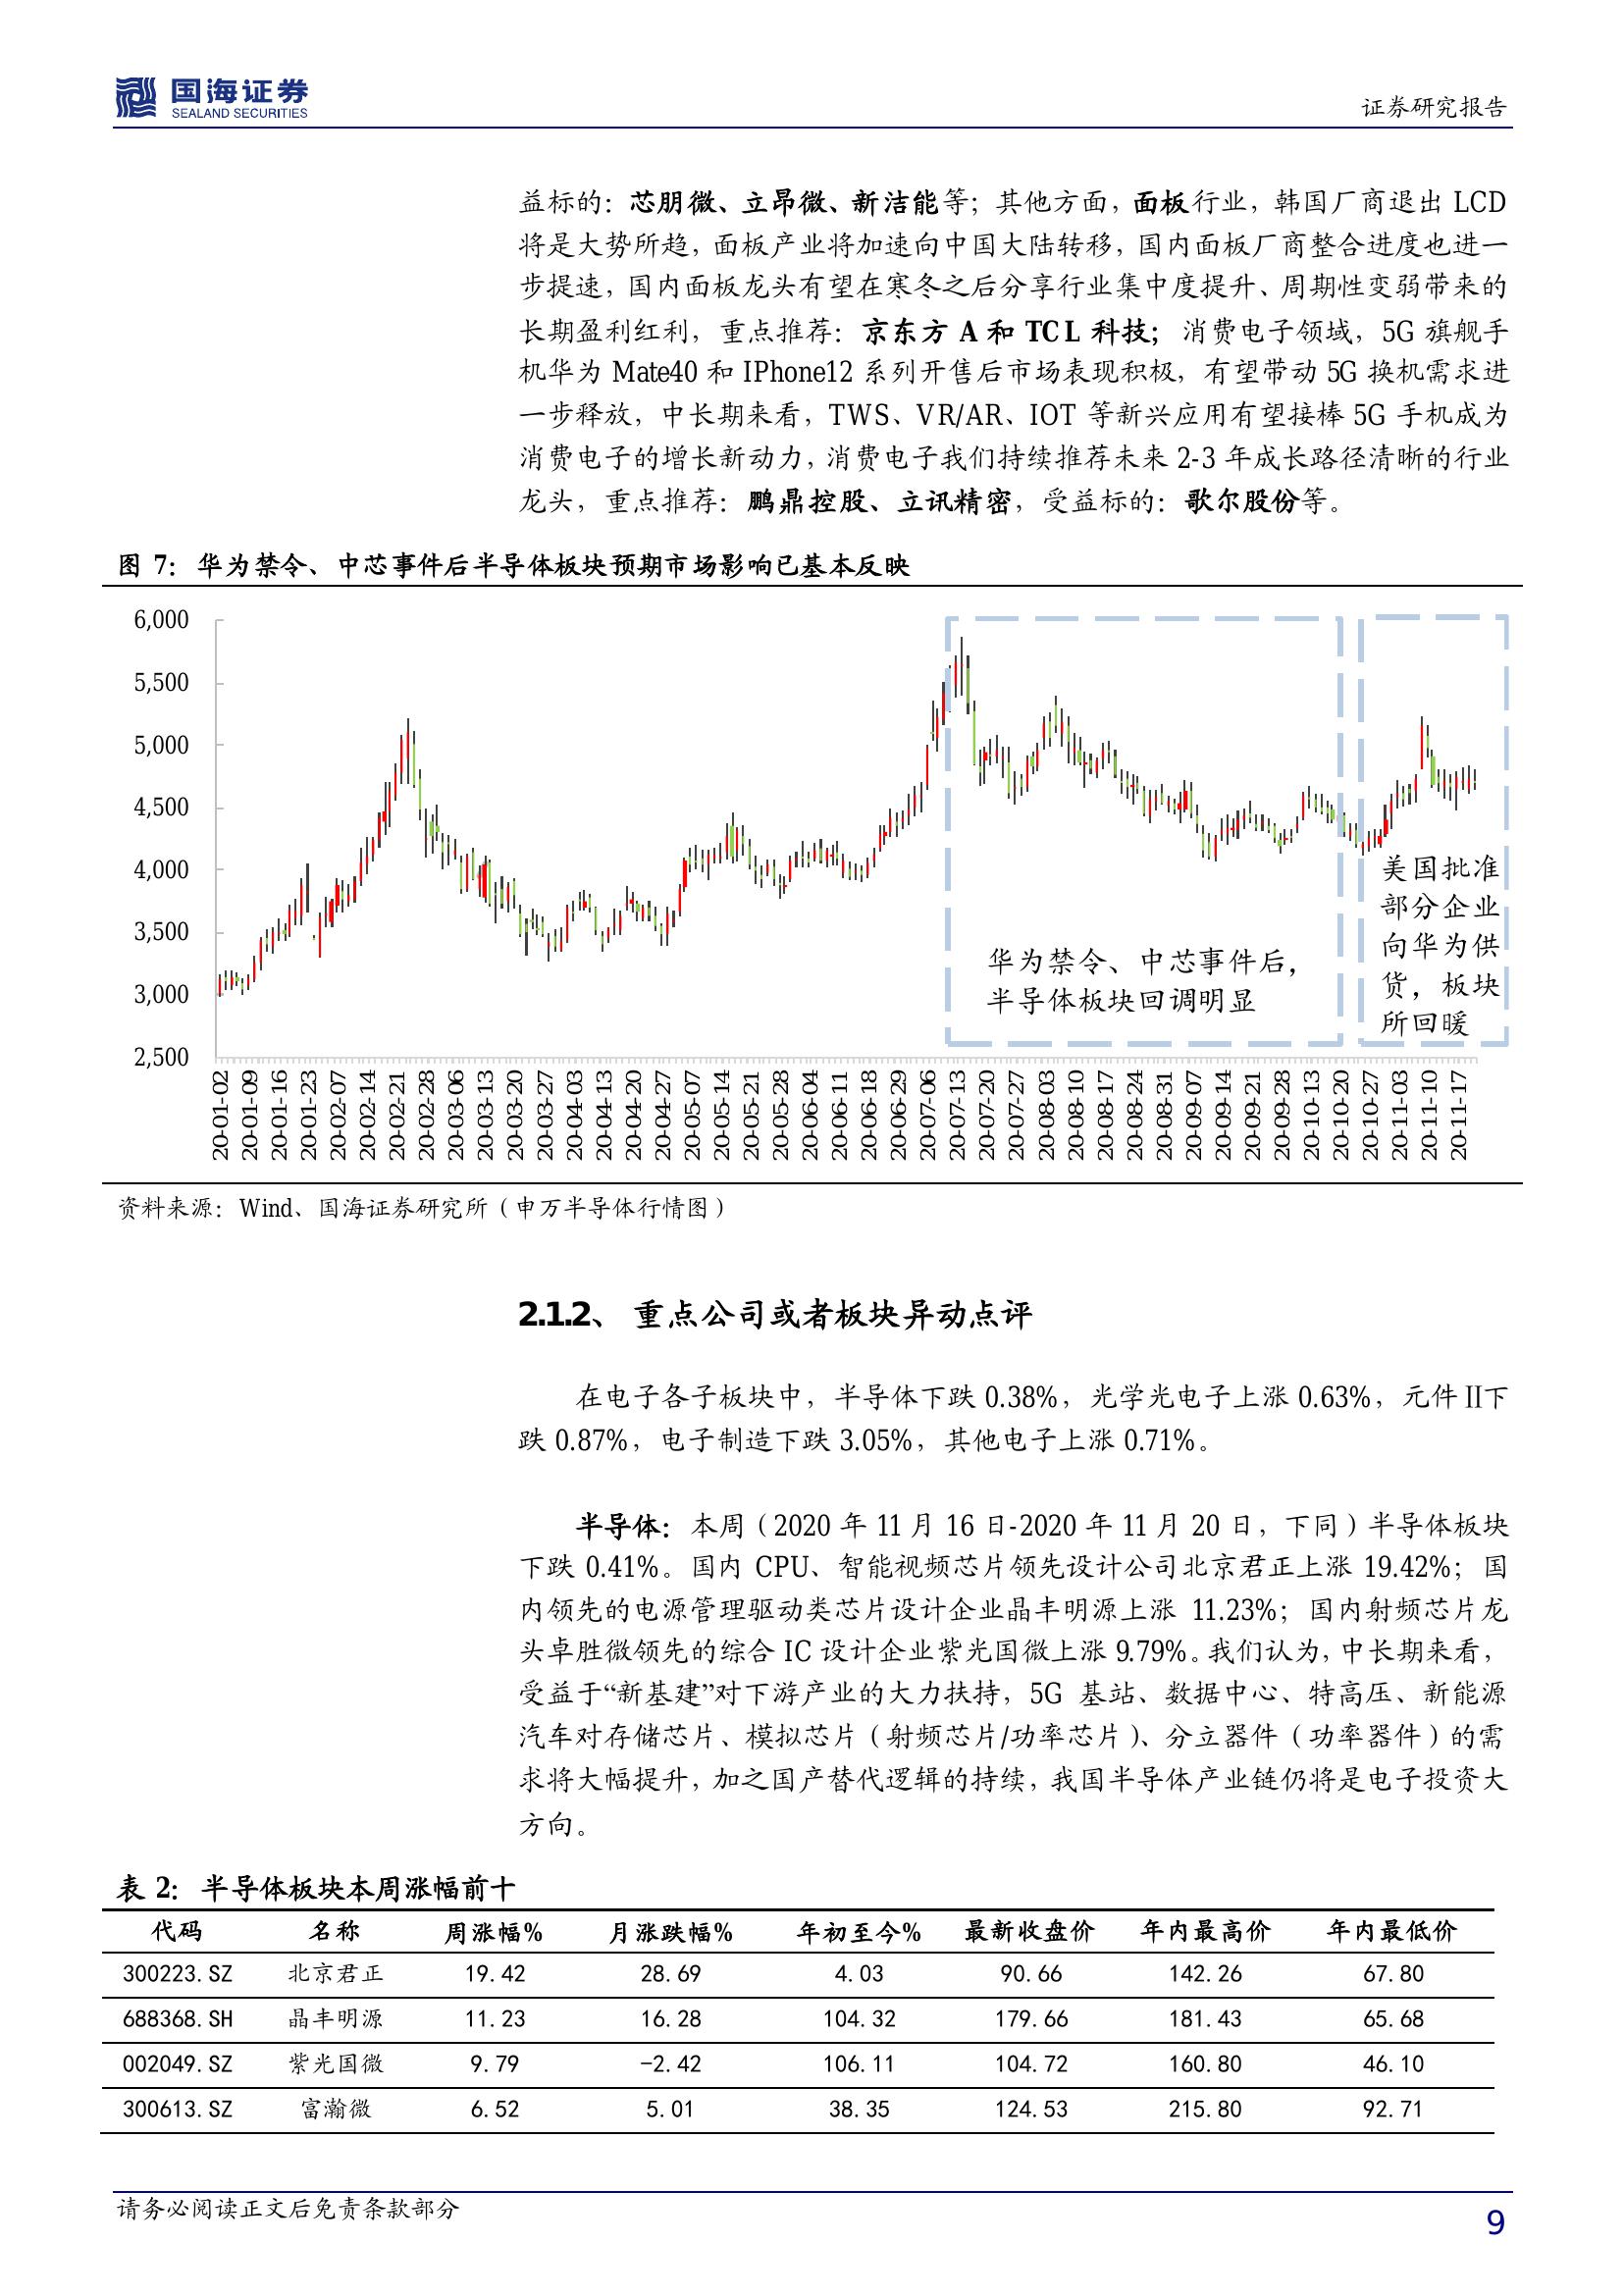 国海证券
SEALAND SECURITIES
证券研究报告
益标的：芯朋微、立昂微、新洁能等；其他方面，面板行业，韩国厂商退出 LCD
将是大势所趋，面板产业将加速向中国大陆转移，国内面板厂商整合进度也进一
步提速，国内面板龙头有望在寒冬之后分享行业集中度提升、周期性变弱带来的
长期盈利红利，重点推荐：京东方 A 和 TCL 科技；消费电子领域，5G 旗舰手
机华为 Mate40 和 IPhone12 系列开售后市场表现积极，有望带动 5G 换机需求进
一步释放，中长期来看，TWS、VR/AR、IOT 等新兴应用有望接棒 5G 手机成为
消费电子的增长新动力，消费电子我们持续推荐未来 2-3 年成长路径清晰的行业
龙头，重点推荐：鹏鼎控股、立讯精密，受益标的：歌尔股份等。
图 7：华为禁令、中芯事件后半导体板块预期市场影响已基本反映
6,000
5,500
5,000
4,500
4,000
3,500
3,000
2,500
华为禁令、中芯事件后，
半导体板块回调明显
美国批准
部分企业
向华为供
货，板块
所回暖
20-01-02
20-01-09
20-01-16
20-01-23
20-02-07
20-02-14
20-02-21
20-02-28
20-03-06
20-03-13
20-03-20
20-03-27
20-04-03
20-04-13
20-04-20
20-04-27
20-05-07
20-05-14
20-05-21
20-05-28
20-06-04
20-06-11
20-06-18
20-06-29
20-07-06
20-07-13
20-07-20
20-07-27
20-08-03
20-08-10
20-08-17
20-08-24
20-08-31
20-09-07
20-09-14
20-09-21
20-09-28
20-10-13
20-10-20
20-10-27
20-11-03
20-11-10
20-11-17
资料来源：Wind、国海证券研究所（申万半导体行情图）
2.1.2、 重点公司或者板块异动点评
在电子各子板块中，半导体下跌 0.38%，光学光电子上涨 0.63%，元件 II下
跌 0.87%，电子制造下跌 3.05%，其他电子上涨 0.71%。
半导体：本周（2020 年 11 月 16 日-2020 年 11 月 20 日，下同）半导体板块
下跌 0.41%。国内 CPU、智能视频芯片领先设计公司北京君正上涨 19.42%；国
内领先的电源管理驱动类芯片设计企业晶丰明源上涨 11.23%；国内射频芯片龙
头卓胜微领先的综合 IC 设计企业紫光国微上涨 9.79%。我们认为，中长期来看，
受益于“新基建”对下游产业的大力扶持，5G 基站、数据中心、特高压、新能源
汽车对存储芯片、模拟芯片（射频芯片/功率芯片）、分立器件（功率器件）的需
求将大幅提升，加之国产替代逻辑的持续，我国半导体产业链仍将是电子投资大
方向。
表 2：半导体板块本周涨幅前十
代码 名称 周涨幅% 月涨跌幅% 年初至今% 最新收盘价 年内最高价 年内最低价
300223.SZ 北京君正 19.42 28.69 4.03 90.66 142.26 67.80
688368.SH 晶丰明源 11.23 16.28 104.32 179.66 181.43 65.68
002049.SZ 紫光国微 9.79 -2.42 106.11 104.72 160.80 46.10
300613.SZ 富瀚微 6.52 5.01 38.35 124.53 215.80 92.71
请务必阅读正文后免责条款部分
9